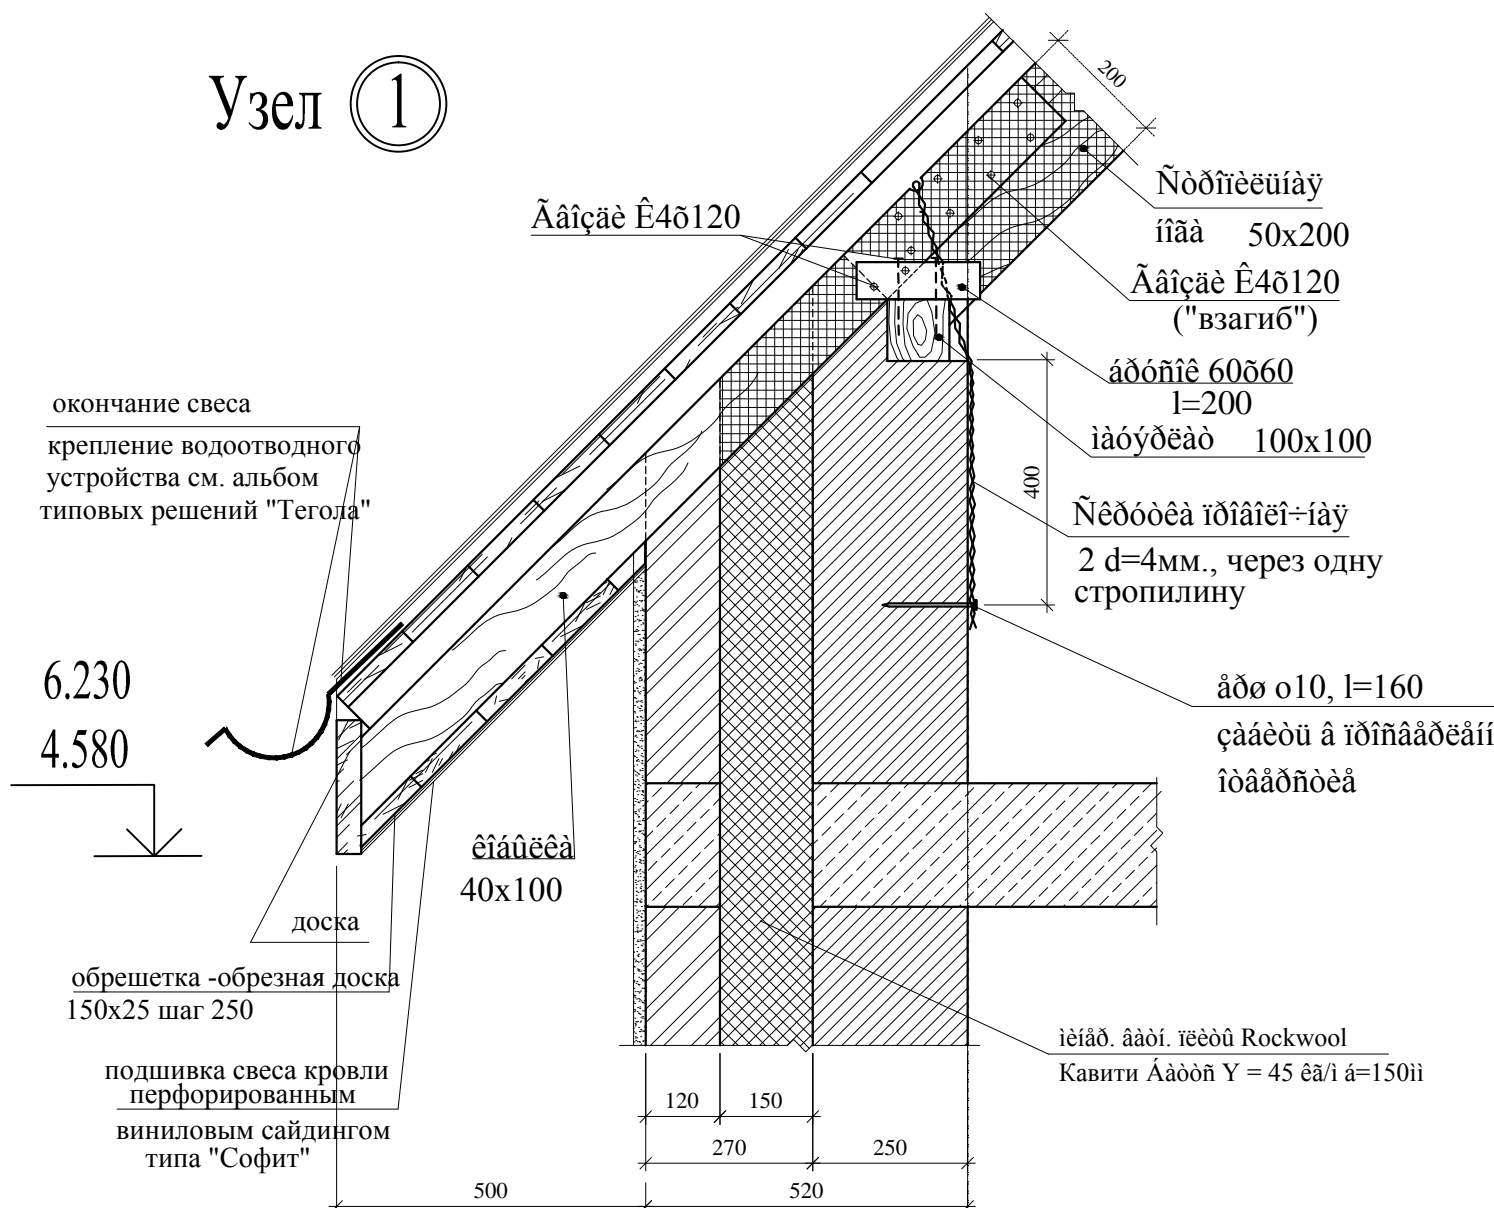 Узел 1
200
Ãâîçäè Ê4õ120
Ñòðîïèëüíàÿ
íîãà 50x200
Ãâîçäè Ê4õ120
("взагиб")
áðóñîê 60õ60
l=200
ìàóýðëàò 100x100
400
Ñêðóòêà ïðîâîëî÷íàÿ
2 d=4мм., через одну
стропилину
окончание свеса
крепление водоотводного
устройства см. альбом
типовых решений "Тегола"
6.230
4.580
åðø o10, l=160
çàáèòü â ïðîñâåðëåíí
îòâåðñòèå
êîáûëêà
40x100
доска
обрешетка -обрезная доска
150x25 шаг 250
подшивка свеса кровли
перфорированным
виниловым сайдингом
типа "Софит"
ìèíåð. âàòí. ïëèòû Rockwool
Кавити Áàòòñ Y = 45 êã/ì á=150ìì
120
150
270
250
500
520